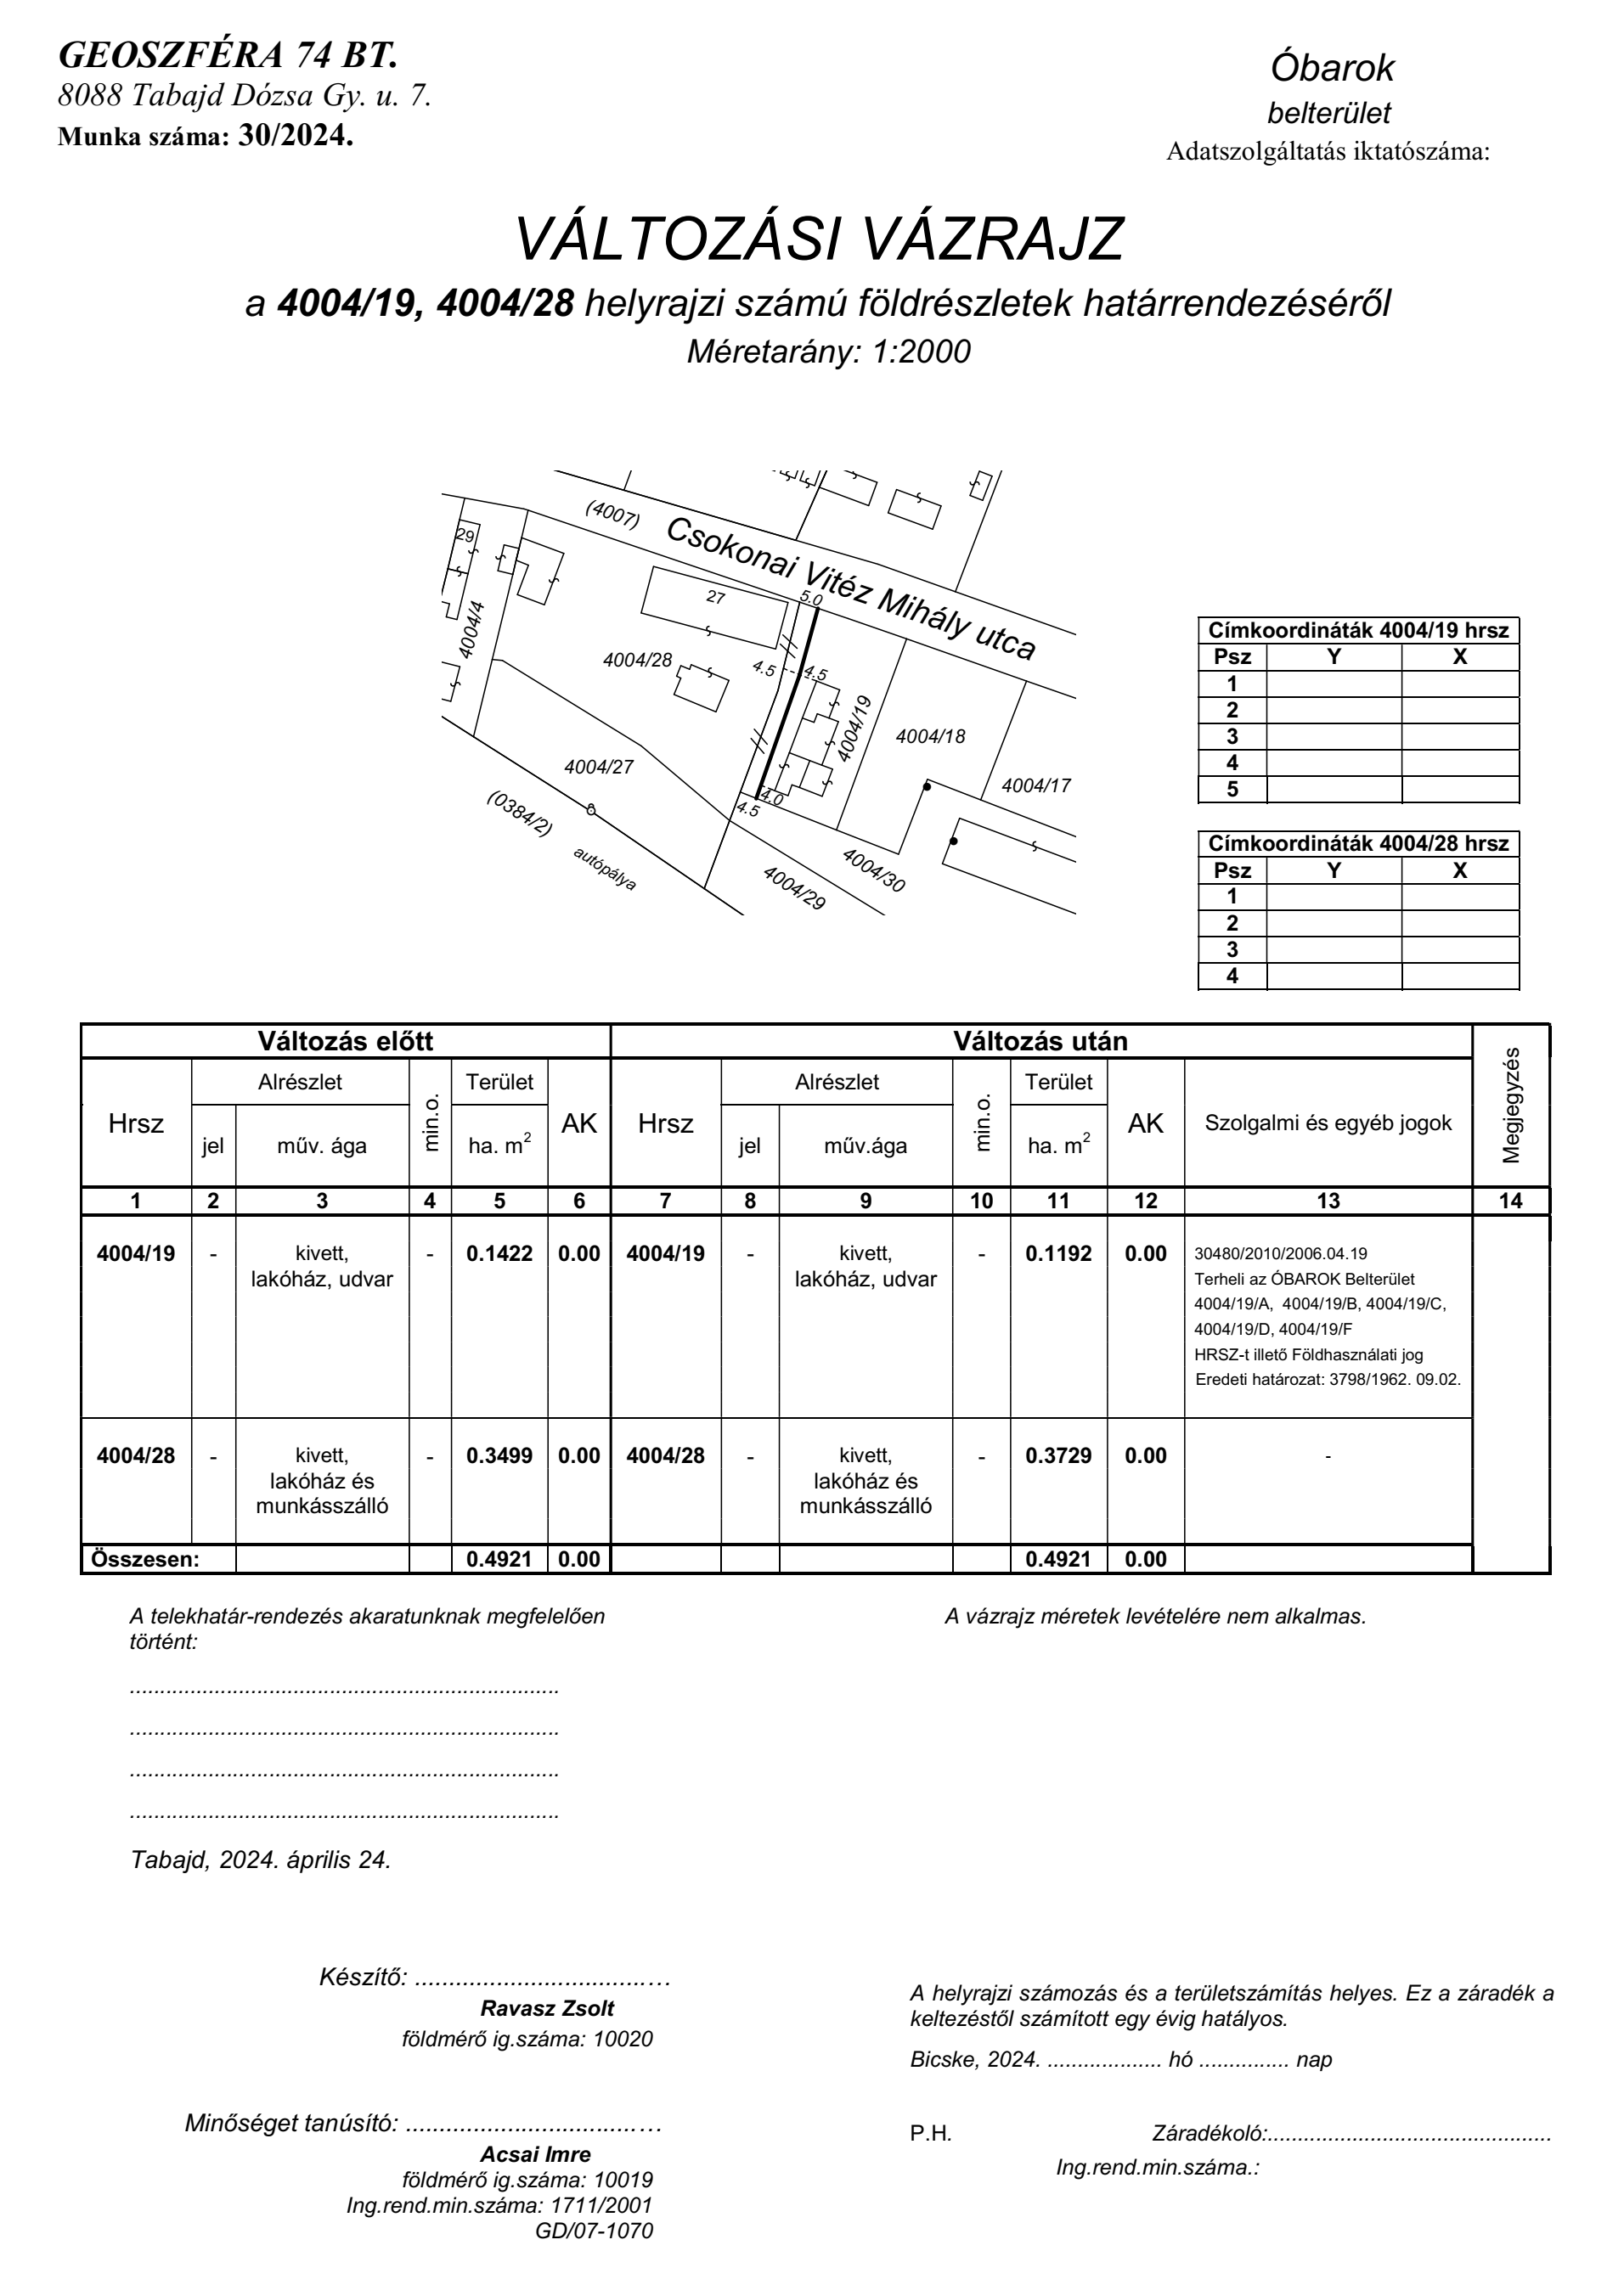 GEOSZFÉRA 74 BT.
8088 Tabajd Dózsa Gy. u. 7.
Munka száma: 30/2024.
Óbarok
belterület
Adatszolgáltatás iktatószáma:
VÁLTOZÁSI VÁZRAJZ
a 4004/19, 4004/28 helyrajzi számú földrészletek határrendezéséről
Méretarány: 1:2000
(4007)
Csokonai Vitéz Mihály utca
29
27
5.0
4004/4
4004/28
4.5
4.5
4004/19
4004/18
4004/27
4004/17
4.0
4.5
(0384/2)
autópálya
4004/30
4004/29
Címkoordináták 4004/19 hrsz
Psz Y X
1
2
3
4
5
Címkoordináták 4004/28 hrsz
Psz Y X
1
2
3
4
Változás előtt Változás után Megjegyzés
Hrsz Alrészlet min.o. Terület AK Hrsz Alrészlet min.o. Terület AK Szolgalmi és egyéb jogok
jel műv. ága ha. m² jel műv.ága ha. m²
1 2 3 4 5 6 7 8 9 10 11 12 13 14
4004/19 - kivett, - 0.1422 0.00 4004/19 - kivett, - 0.1192 0.00 30480/2010/2006.04.19
lakóház, udvar lakóház, udvar Terheli az ÓBAROK Belterület
4004/19/A, 4004/19/B, 4004/19/C,
4004/19/D, 4004/19/F
HRSZ-t illető Földhasználati jog
Eredeti határozat: 3798/1962. 09.02.
4004/28 - kivett, - 0.3499 0.00 4004/28 - kivett, - 0.3729 0.00 -
lakóház és lakóház és
munkásszálló munkásszálló
Összesen: 0.4921 0.00 0.4921 0.00
A telekhatár-rendezés akaratunknak megfelelően
történt:
A vázrajz méretek levételére nem alkalmas.
.......................................................................
.......................................................................
.......................................................................
.......................................................................
Tabajd, 2024. április 24.
Készítő: .....................................
Ravasz Zsolt
földmérő ig.száma: 10020
Minőséget tanúsító: .....................................
Acsai Imre
földmérő ig.száma: 10019
Ing.rend.min.száma: 1711/2001
GD/07-1070
A helyrajzi számozás és a területszámítás helyes. Ez a záradék a
keltezéstől számított egy évig hatályos.
Bicske, 2024. ................... hó ............... nap
P.H. Záradékoló:...............................................
Ing.rend.min.száma.: